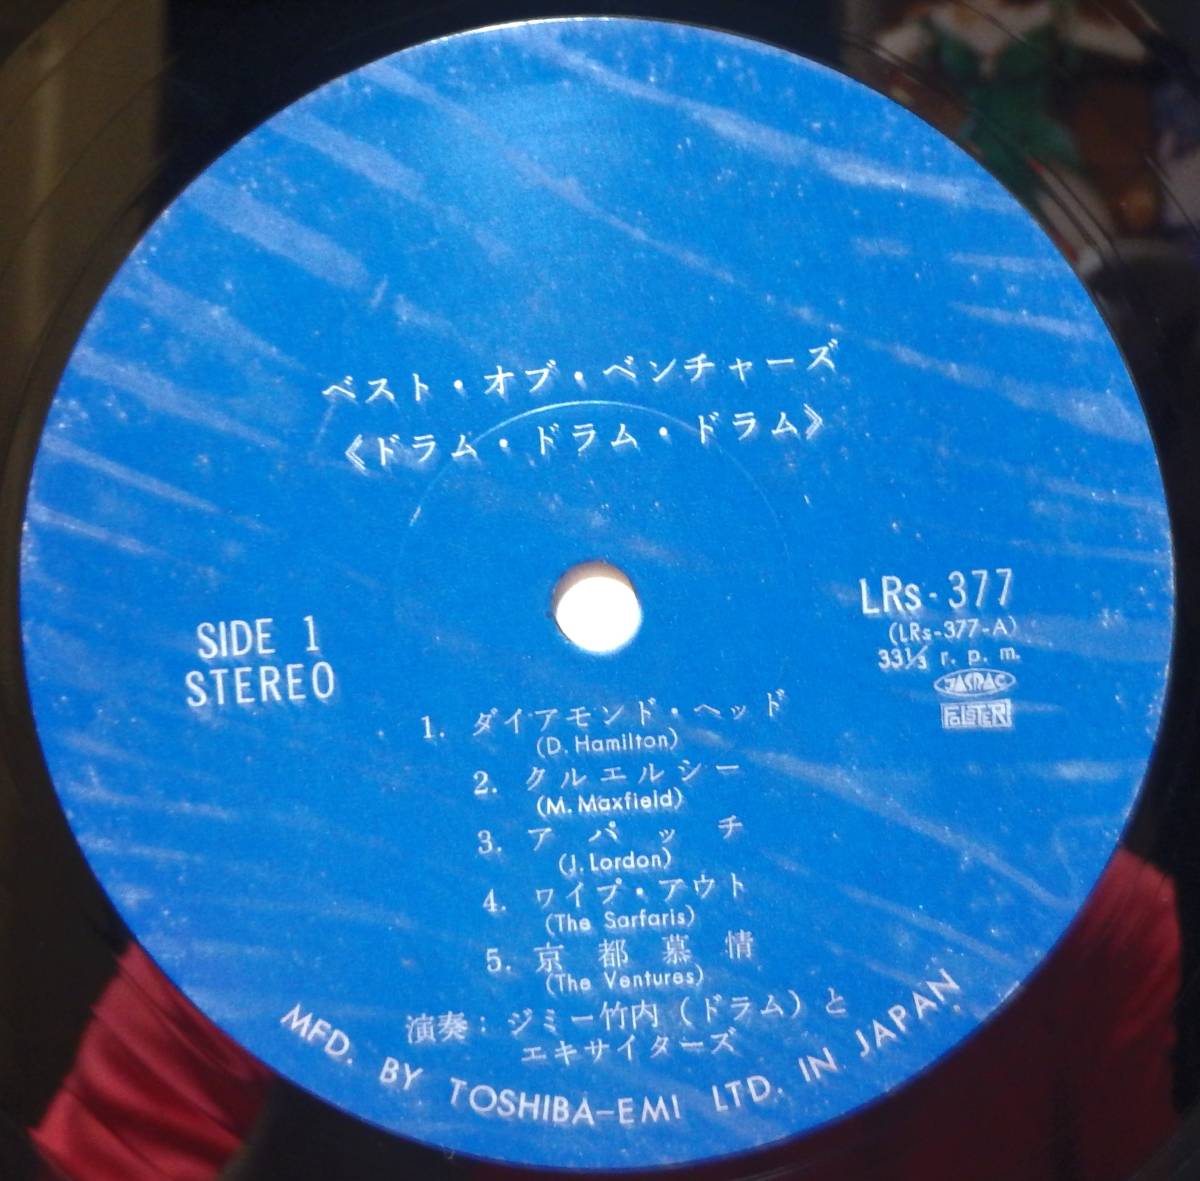 ベスト・オブ・ベンチャーズ
《ドラム・ドラム・ドラム》
SIDE 1
STEREO
LRs-377
(LRs-377-A)
33⅓ r. p. m.
JASRAC
1. ダイアモンド・ヘッド
(D. Hamilton)
2. クルエルシー
(M. Maxfield)
3. アパッチ
(J. Lordon)
4. ワイプ・アウト
(The Sarfaris)
5. 京都慕情
(The Ventures)
演奏：ジミー竹内（ドラム）と
エキサイターズ
MFD. BY TOSHIBA-EMI LTD. IN JAPAN